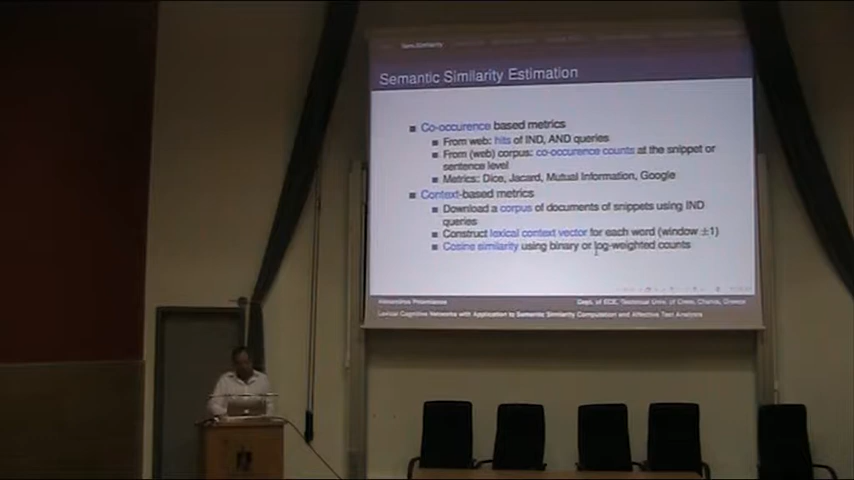 Sem.Similarity
Semantic Similarity Estimation
Co-occurence based metrics
From web: hits of IND, AND queries
From (web) corpus: co-occurence counts at the snippet or
sentence level
Metrics: Dice, Jacard, Mutual Information, Google
Context-based metrics
Download a corpus of documents of snippets using IND
queries
Construct lexical context vector for each word (window ±1)
Cosine similarity using binary or log-weighted counts
Alexandros Potamianos
Dept. of ECE, Technical Univ. of Crete, Chania, Greece
Lexical Cognitive Networks with Application to Semantic Similarity Computation and Affective Text Analysis